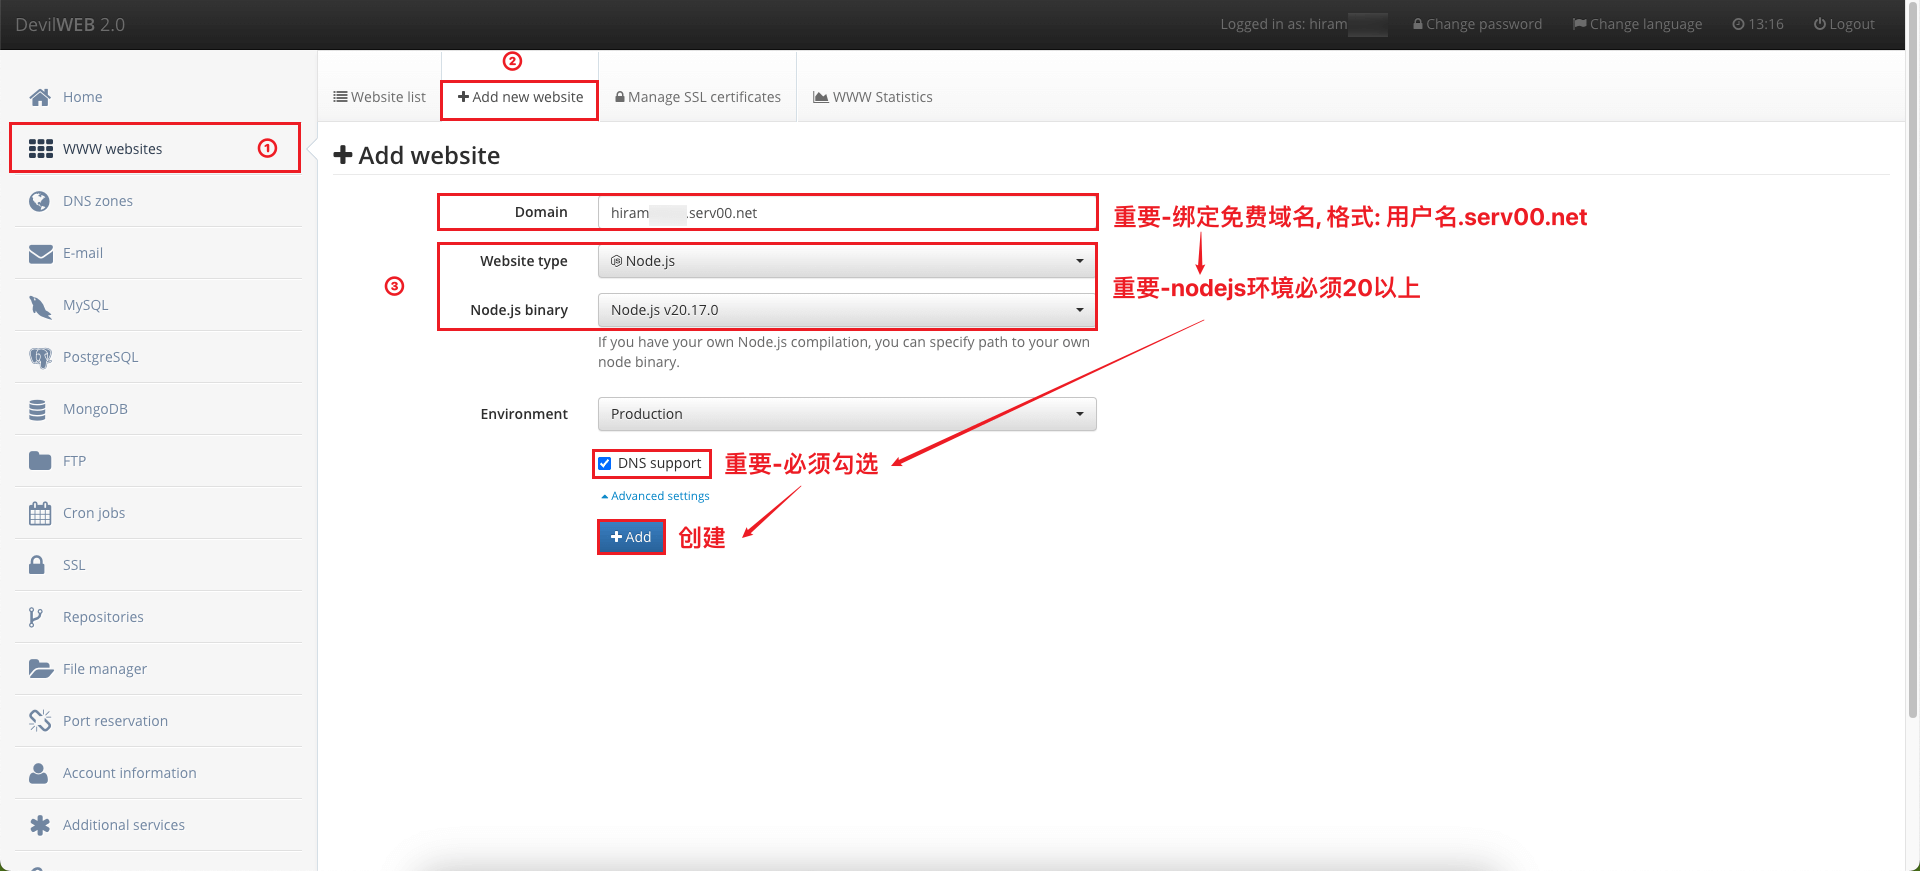 DevilWEB 2.0
Logged in as: hiram
Change password
Change language
13:16
Logout
Home
WWW websites
1
DNS zones
E-mail
MySQL
PostgreSQL
MongoDB
FTP
Cron jobs
SSL
Repositories
File manager
Port reservation
Account information
Additional services
2
Website list
Add new website
Manage SSL certificates
WWW Statistics
Add website
Domain
hiram .serv00.net
重要-绑定免费域名, 格式: 用户名.serv00.net
3
Website type
Node.js
重要-nodejs环境必须20以上
Node.js binary
Node.js v20.17.0
If you have your own Node.js compilation, you can specify path to your own
node binary.
Environment
Production
DNS support
重要-必须勾选
Advanced settings
Add
创建